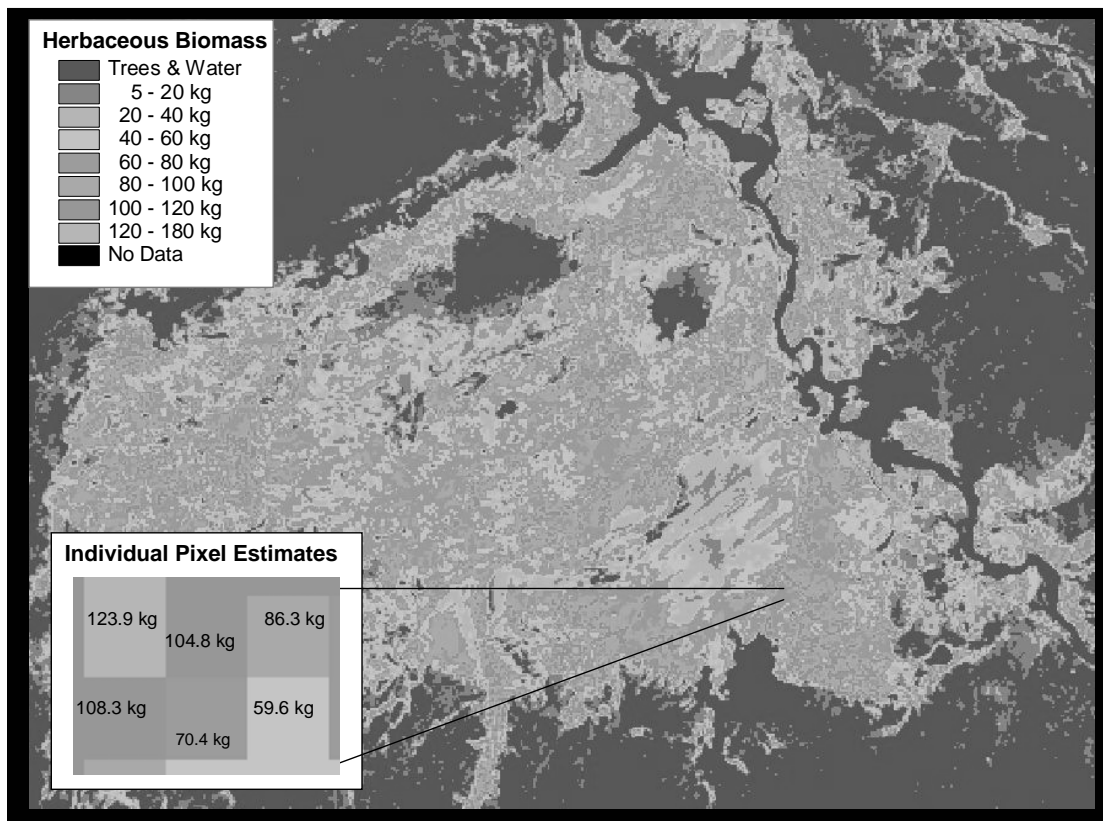 Herbaceous Biomass
Trees & Water
5 - 20 kg
20 - 40 kg
40 - 60 kg
60 - 80 kg
80 - 100 kg
100 - 120 kg
120 - 180 kg
No Data
Individual Pixel Estimates
123.9 kg
104.8 kg
86.3 kg
108.3 kg
70.4 kg
59.6 kg